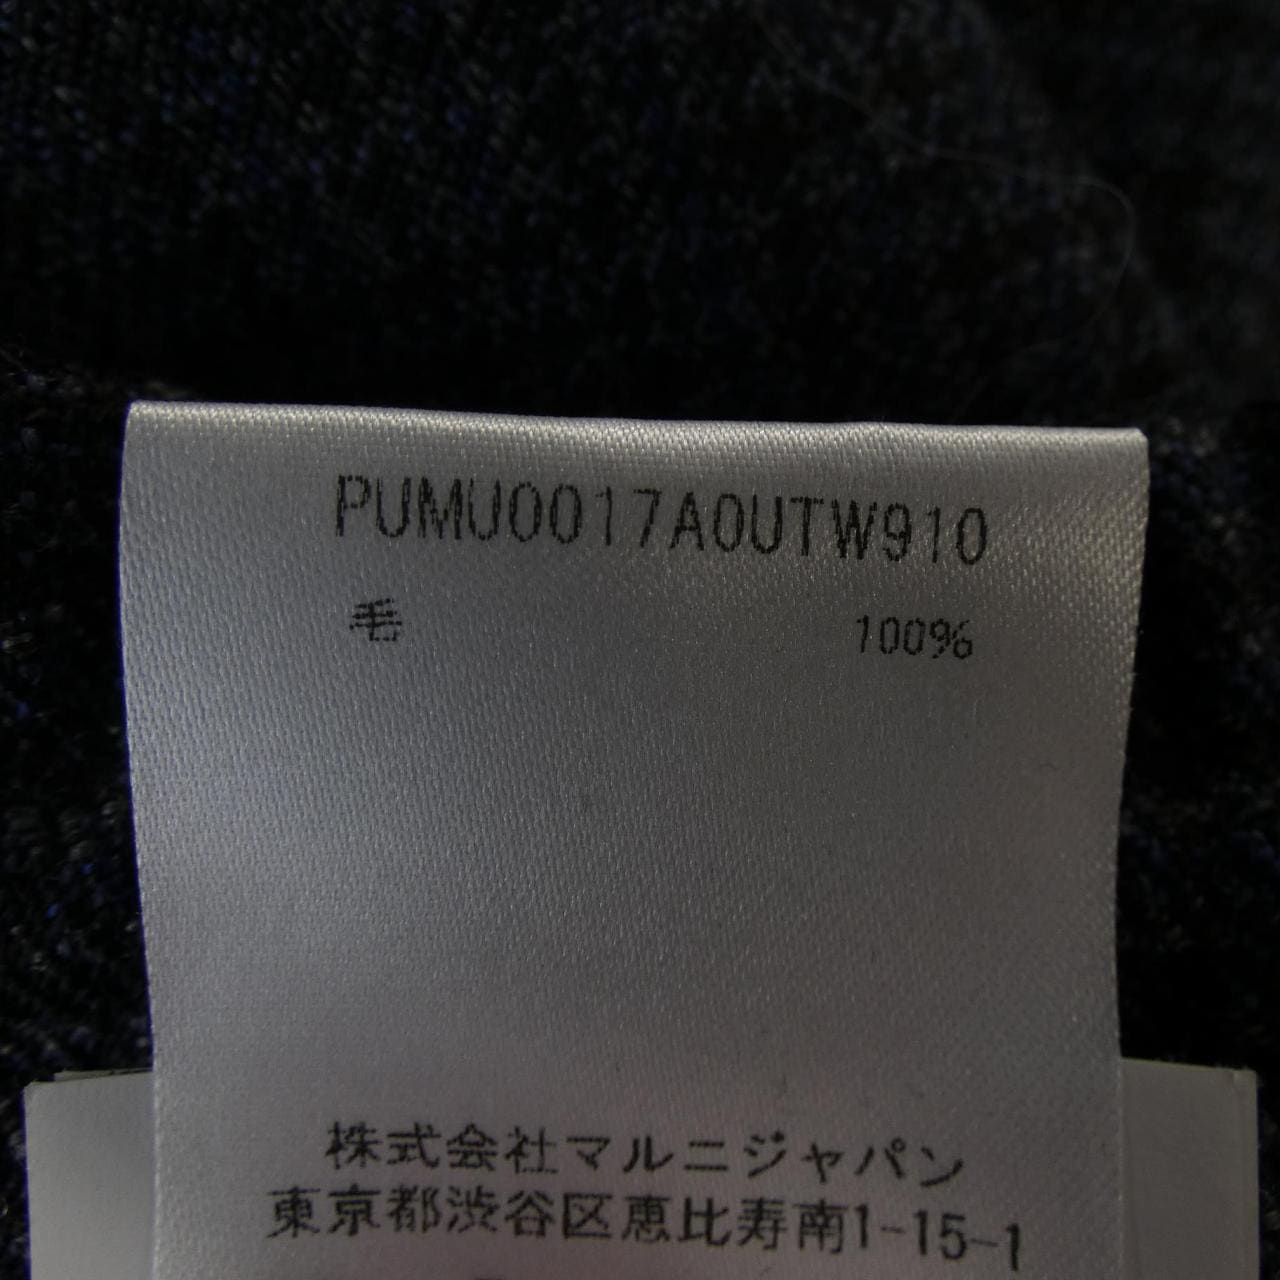 PUMU0017A0UTW910
毛 100%
株式会社マルニジャパン
東京都渋谷区恵比寿南1-15-1